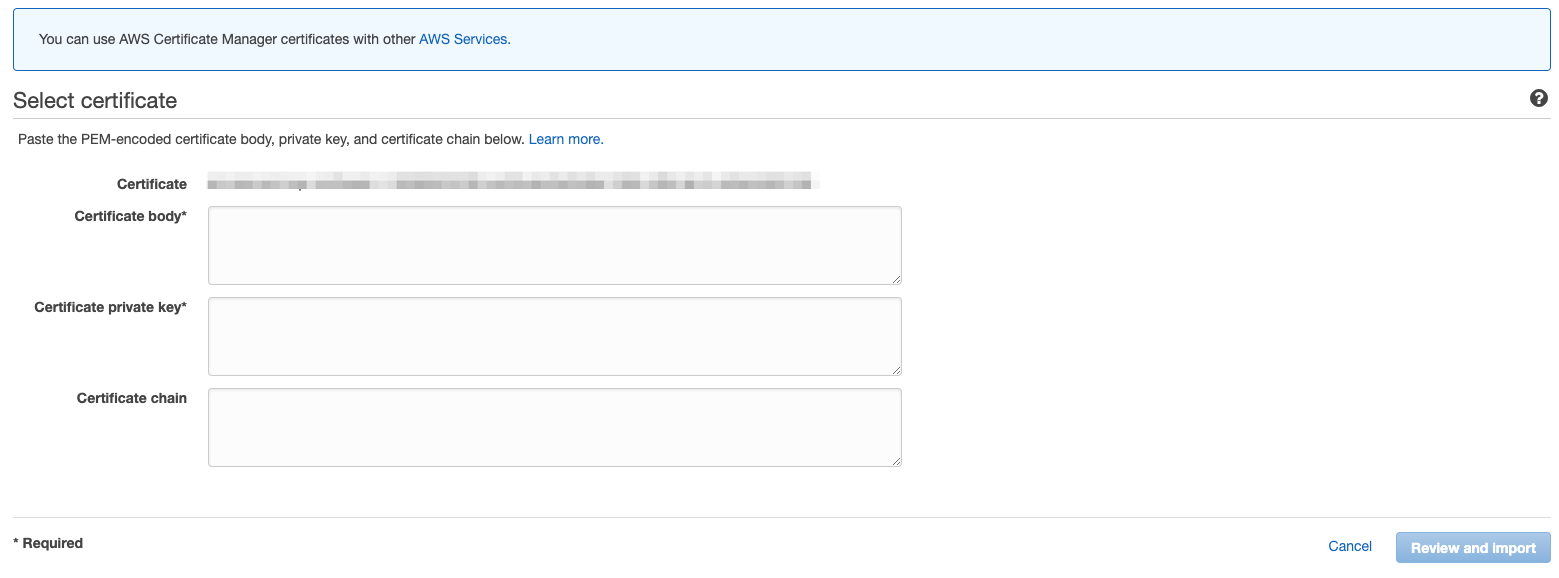 You can use AWS Certificate Manager certificates with other AWS Services.
Select certificate
?
Paste the PEM-encoded certificate body, private key, and certificate chain below. Learn more.
Certificate
Certificate body*
Certificate private key*
Certificate chain
* Required
Cancel
Review and import